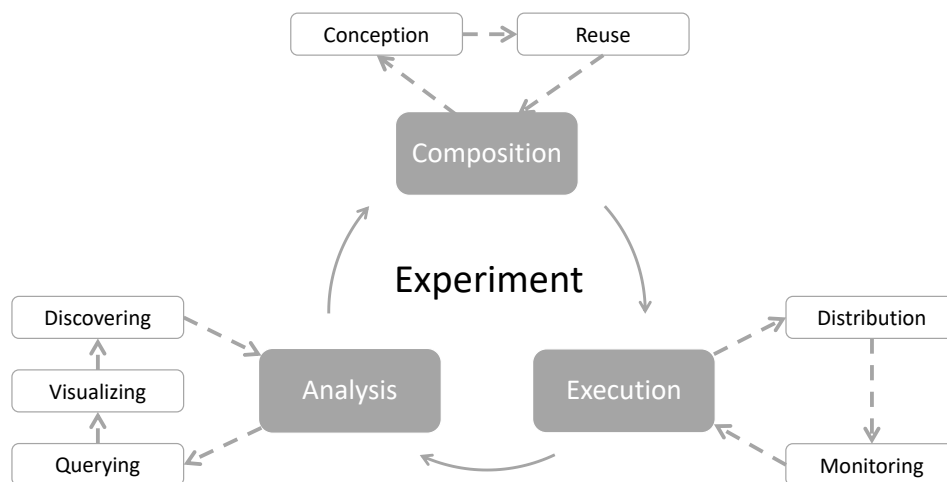 Conception
Reuse
Composition
Experiment
Discovering
Distribution
Visualizing
Analysis
Execution
Querying
Monitoring